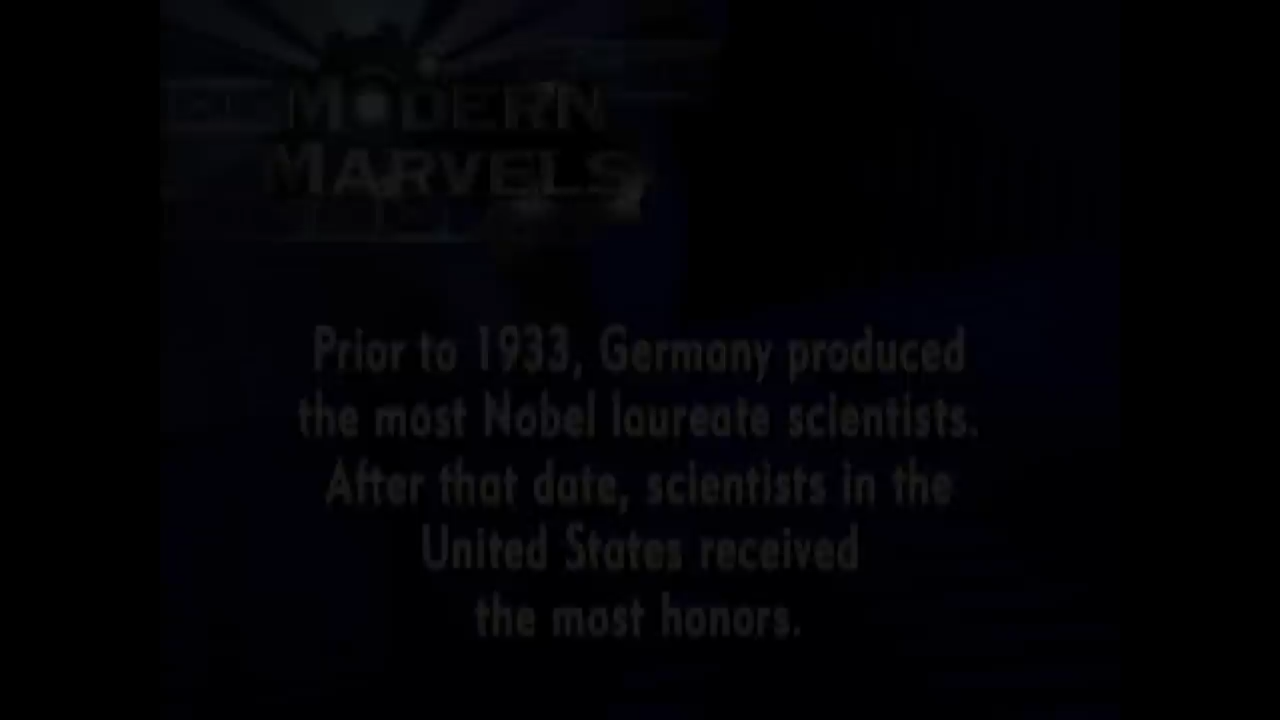 MODERN
MARVELS
Prior to 1933, Germany produced
the most Nobel laureate scientists.
After that date, scientists in the
United States received
the most honors.